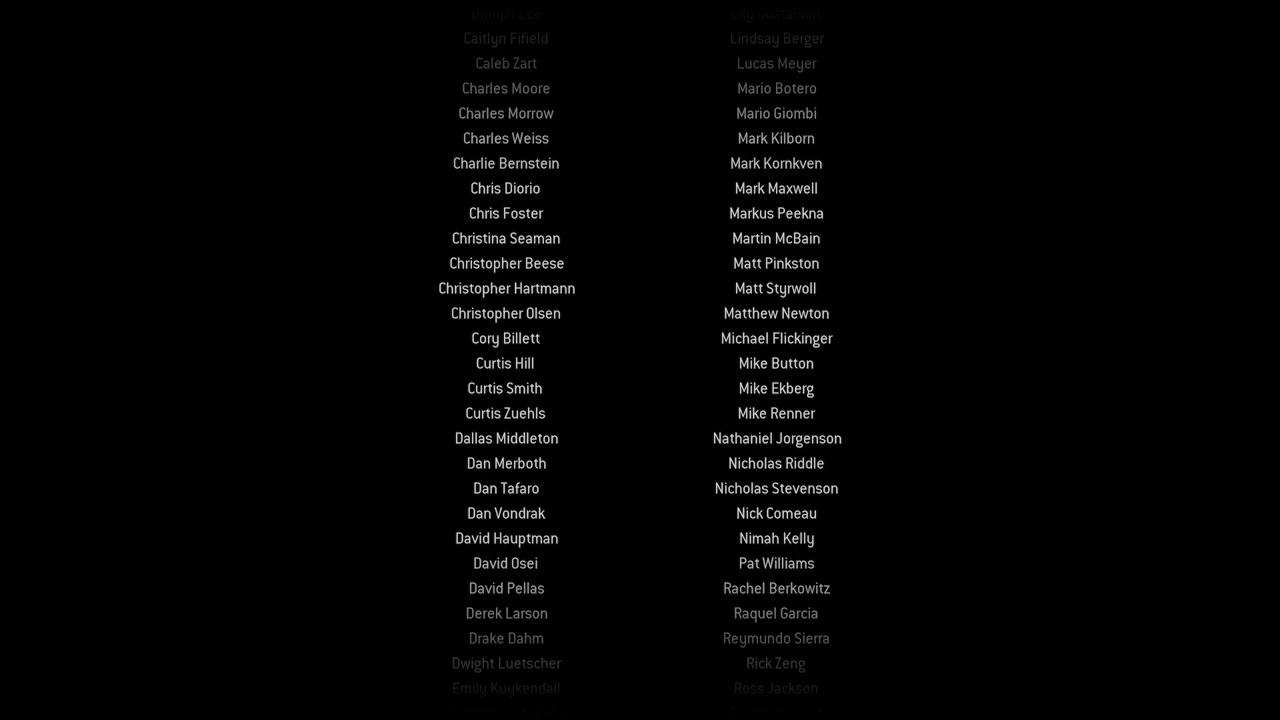 Caitlyn Fifield
Caleb Zart
Charles Moore
Charles Morrow
Charles Weiss
Charlie Bernstein
Chris Diorio
Chris Foster
Christina Seaman
Christopher Beese
Christopher Hartmann
Christopher Olsen
Cory Billett
Curtis Hill
Curtis Smith
Curtis Zuehls
Dallas Middleton
Dan Merboth
Dan Tafaro
Dan Vondrak
David Hauptman
David Osei
David Pellas
Derek Larson
Drake Dahm
Dwight Luetscher
Emily Kuykendall
Lindsay Berger
Lucas Meyer
Mario Botero
Mario Giombi
Mark Kilborn
Mark Kornkven
Mark Maxwell
Markus Peekna
Martin McBain
Matt Pinkston
Matt Styrwoll
Matthew Newton
Michael Flickinger
Mike Button
Mike Ekberg
Mike Renner
Nathaniel Jorgenson
Nicholas Riddle
Nicholas Stevenson
Nick Comeau
Nimah Kelly
Pat Williams
Rachel Berkowitz
Raquel Garcia
Reymundo Sierra
Rick Zeng
Ross Jackson